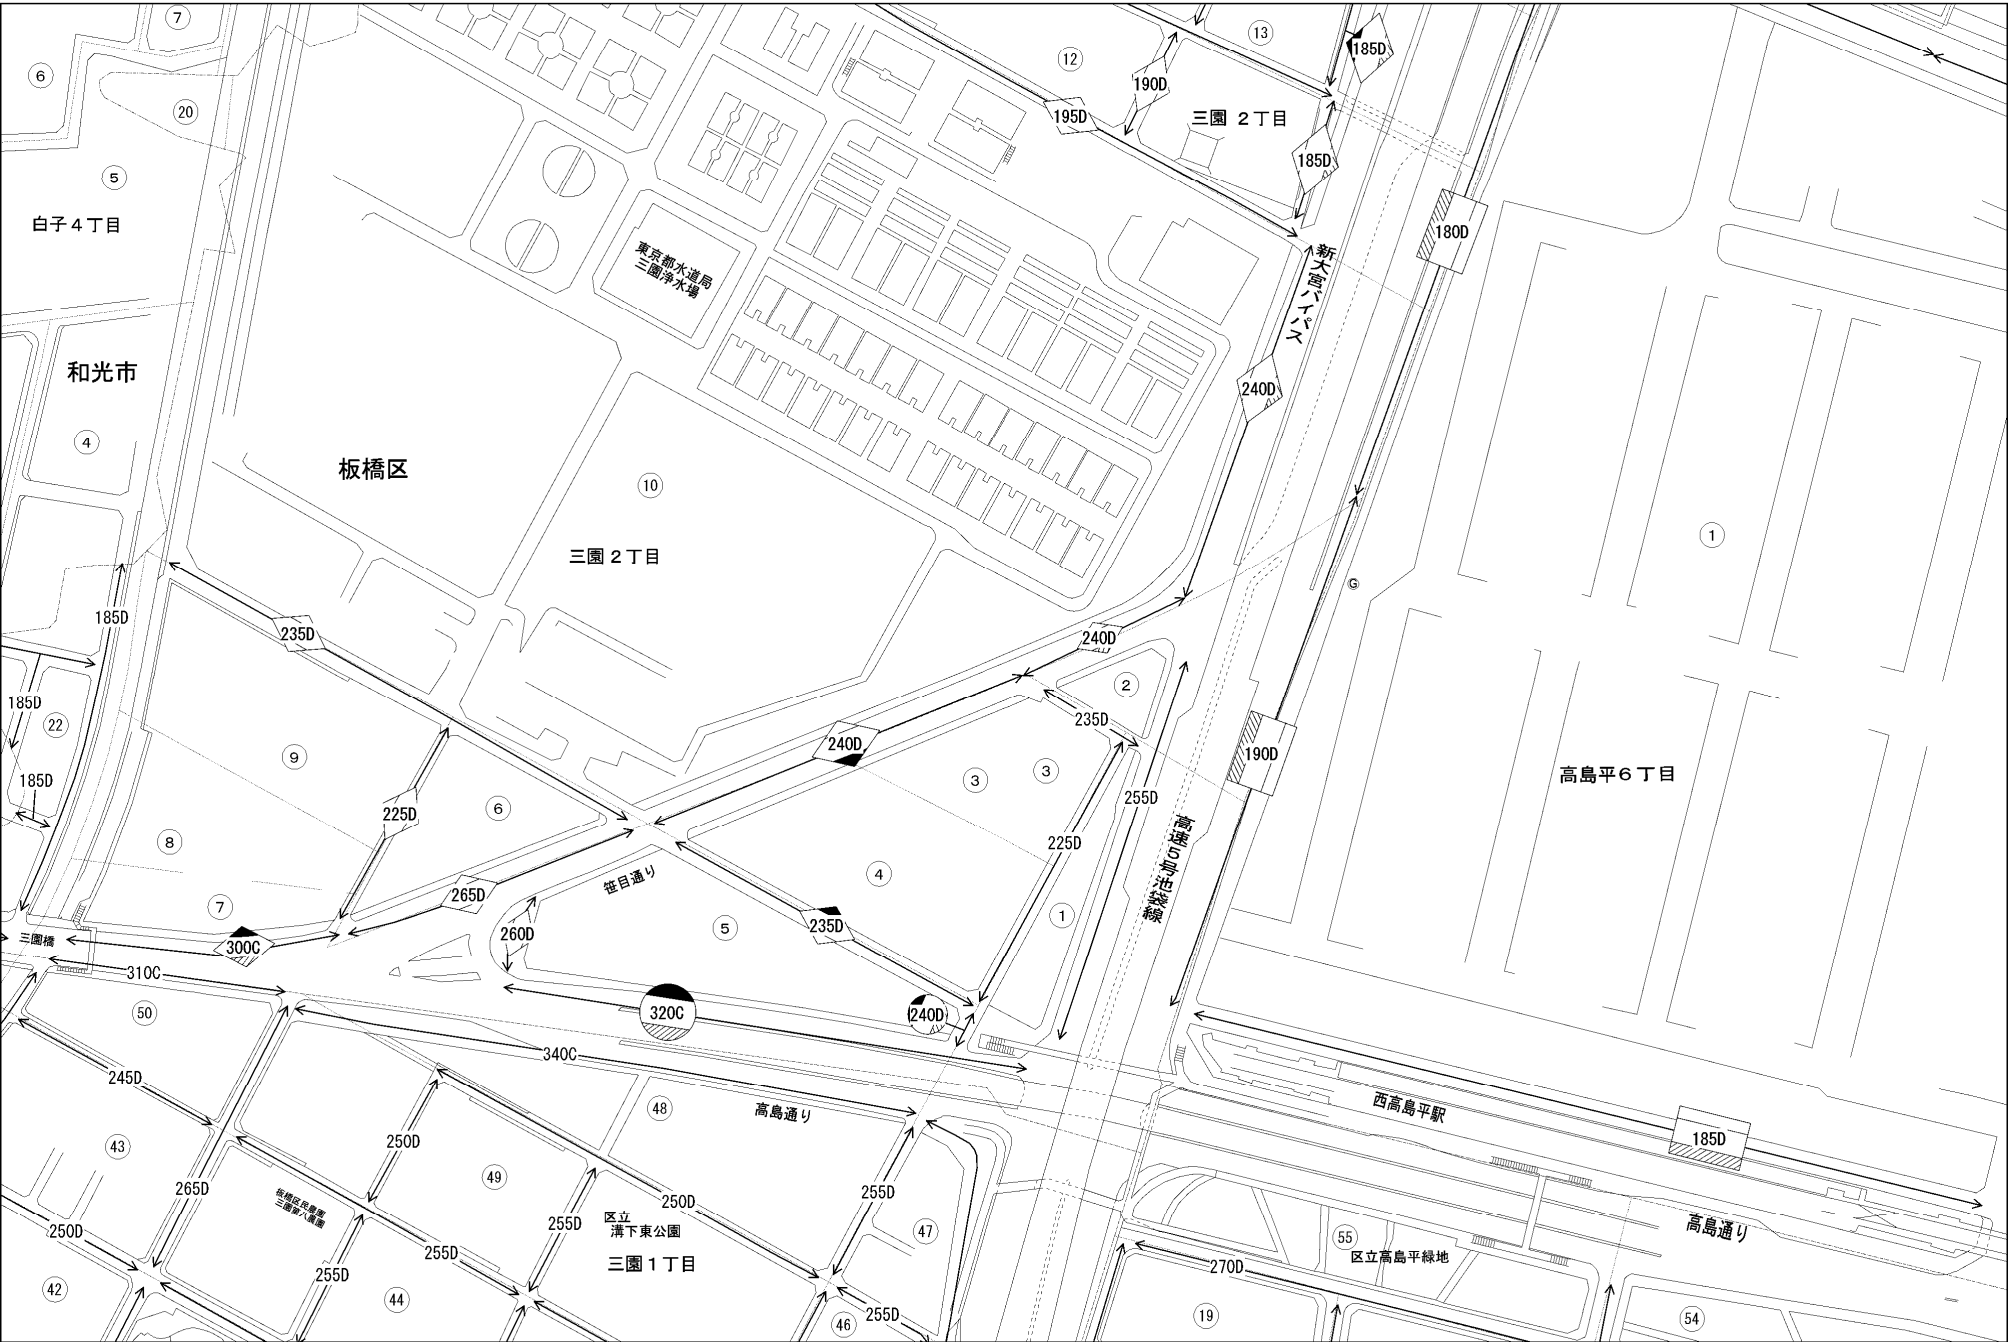 ⑦
⑥
⑳
⑤
白子４丁目
和光市
④
⑫
⑬
185D
190D
195D
三園 ２丁目
185D
180D
東京都水道局
三園浄水場
新大宮バイパス
240D
板橋区
⑩
三園２丁目
①
G
185D
235D
240D
②
235D
185D
㉒
185D
⑨
225D
⑥
240D
③
③
255D
225D
190D
高島平６丁目
高速５号池袋線
⑧
⑦
265D
笹目通り
④
①
235D
⑤
260D
三園橋
300C
310C
320C
240D
㊿
340C
245D
250D
㊽
高島通り
西高島平駅
185D
㊸
265D
㊾
250D
255D
板橋区民農園
三園第八農園
255D
区立
溝下東公園
㊼
三園１丁目
250D
255D
255D
55
区立高島平緑地
高島通り
270D
㊷
㊹
255D
㊻
⑲
54